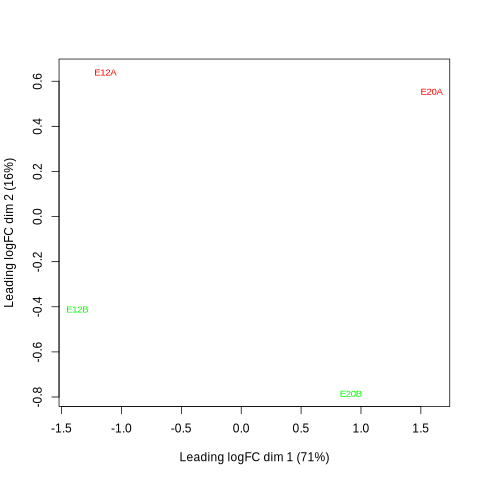 E12A
E20A
E12B
E20B
0.6
0.4
0.2
0.0
-0.2
-0.4
-0.6
-0.8
Leading logFC dim 2 (16%)
-1.5 -1.0 -0.5 0.0 0.5 1.0 1.5
Leading logFC dim 1 (71%)